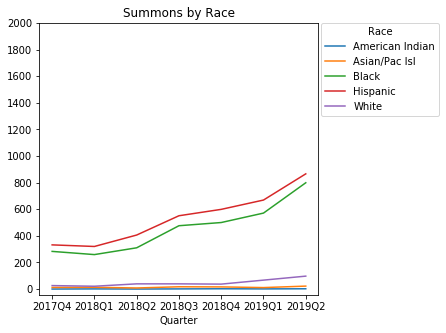 Summons by Race
2000
1800
1600
1400
1200
1000
800
600
400
200
0
2017Q4 2018Q1 2018Q2 2018Q3 2018Q4 2019Q1 2019Q2
Quarter
Race
American Indian
Asian/Pac Isl
Black
Hispanic
White